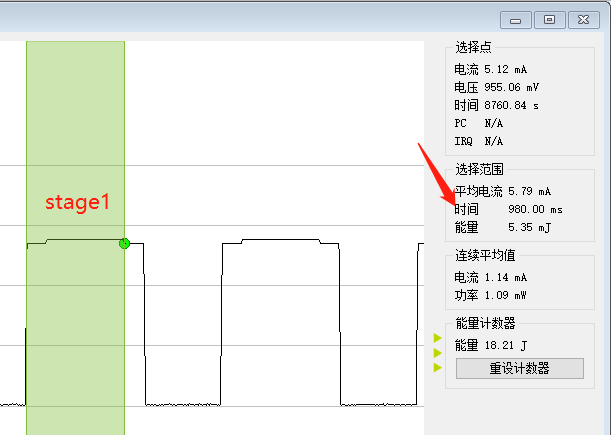 stage1
选择点
电流 5.12 mA
电压 955.06 mV
时间 8760.84 s
PC N/A
IRQ N/A
选择范围
平均电流 5.79 mA
时间 980.00 ms
能量 5.35 mJ
连续平均值
电流 1.14 mA
功率 1.09 mW
能量计数器
能量 18.21 J
重设计数器